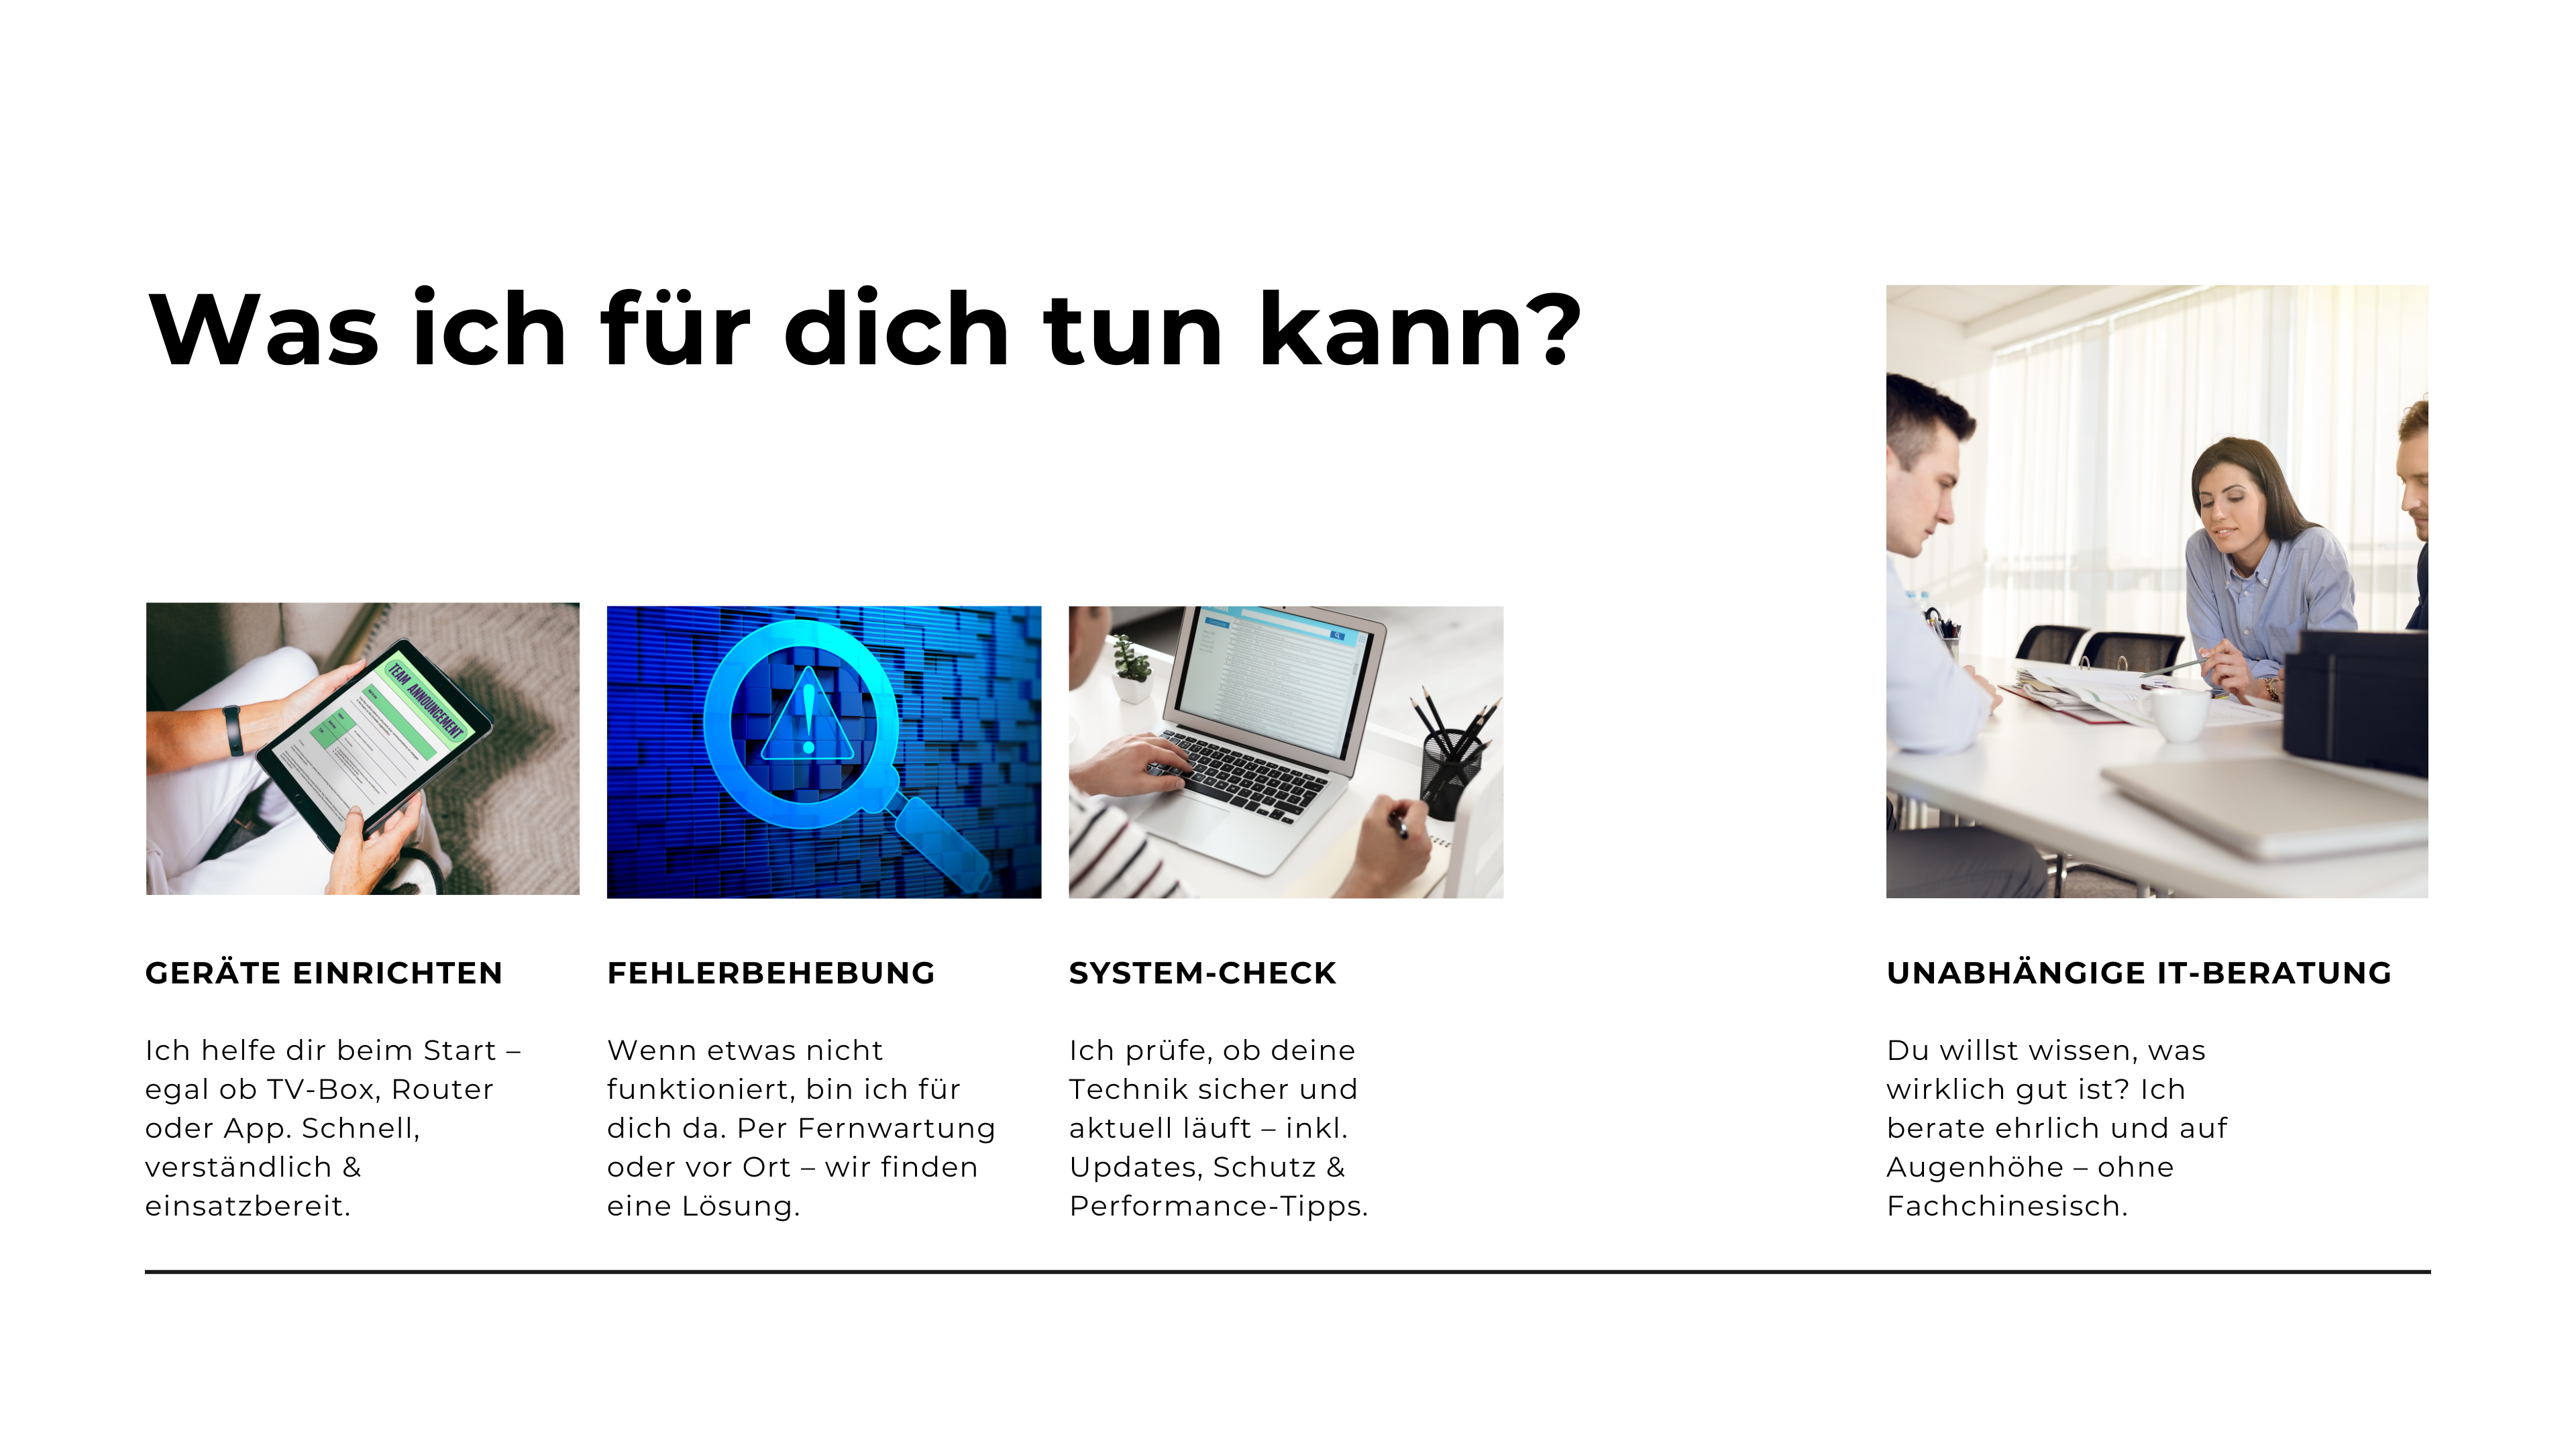 Was ich für dich tun kann?
TEAM ANNOUNCEMENT
GERÄTE EINRICHTEN
Ich helfe dir beim Start –
egal ob TV-Box, Router
oder App. Schnell,
verständlich &
einsatzbereit.
FEHLERBEHEBUNG
Wenn etwas nicht
funktioniert, bin ich für
dich da. Per Fernwartung
oder vor Ort – wir finden
eine Lösung.
SYSTEM-CHECK
Ich prüfe, ob deine
Technik sicher und
aktuell läuft – inkl.
Updates, Schutz &
Performance-Tipps.
UNABHÄNGIGE IT-BERATUNG
Du willst wissen, was
wirklich gut ist? Ich
berate ehrlich und auf
Augenhöhe – ohne
Fachchinesisch.